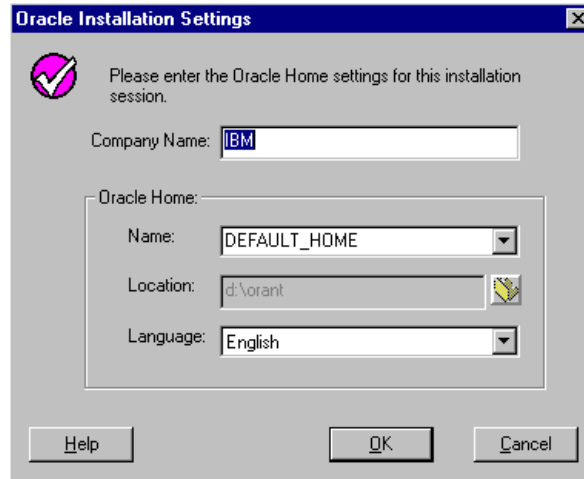 Oracle Installation Settings
Please enter the Oracle Home settings for this installation
session.
Company Name: IBM
Oracle Home:
Name: DEFAULT_HOME
Location: d:\orant
Language: English
Help OK Cancel